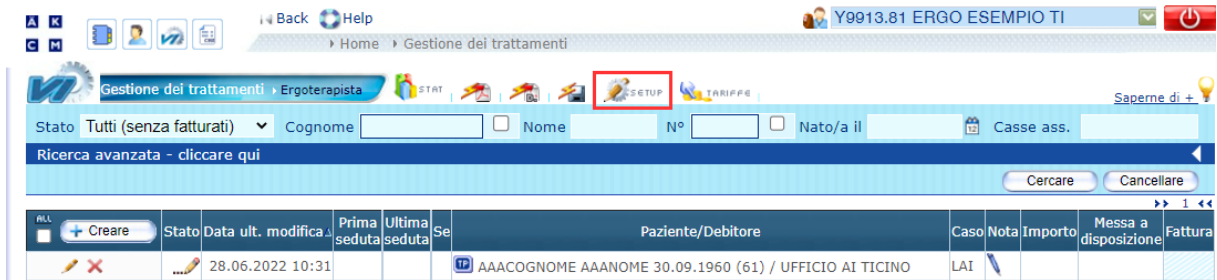 A K
C M
Back Help
Y9913.81 ERGO ESEMPIO TI
Home Gestione dei trattamenti
Gestione dei trattamenti Ergoterapista
STAT
SETUP
TARIFFE
Saperne di +
Stato Tutti (senza fatturati) Cognome Nome N° Nato/a il 12 Casse ass.
Ricerca avanzata - cliccare qui
Cercare Cancellare
1
ALL
+ Creare Stato Data ult. modifica Prima seduta Ultima seduta Se Paziente/Debitore Caso Nota Importo Messa a disposizione Fattura
28.06.2022 10:31 TP AAACOGNOME AAANOME 30.09.1960 (61) / UFFICIO AI TICINO LAI